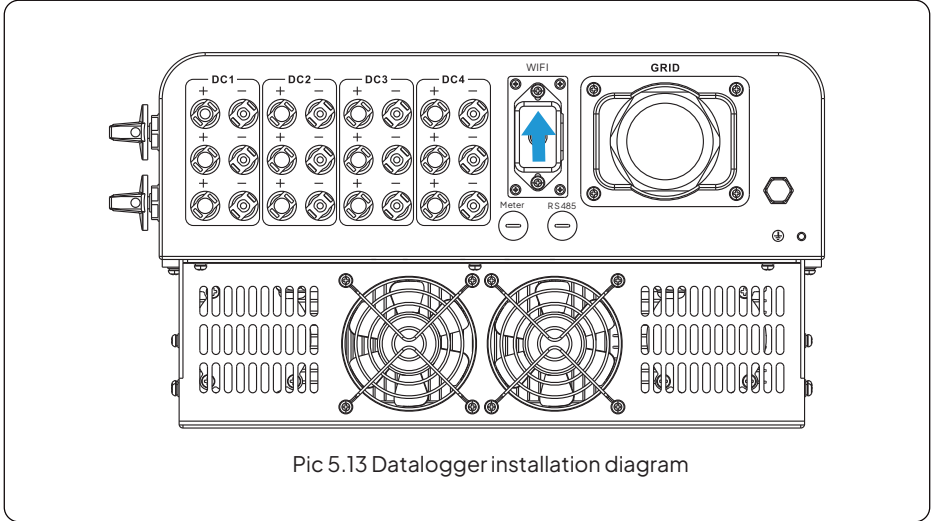 WIFI
GRID
DC1 DC2 DC3 DC4
+ − + − + − + −
+ − + − + − + −
+ − + − + − + −
Meter RS485
Pic 5.13 Datalogger installation diagram